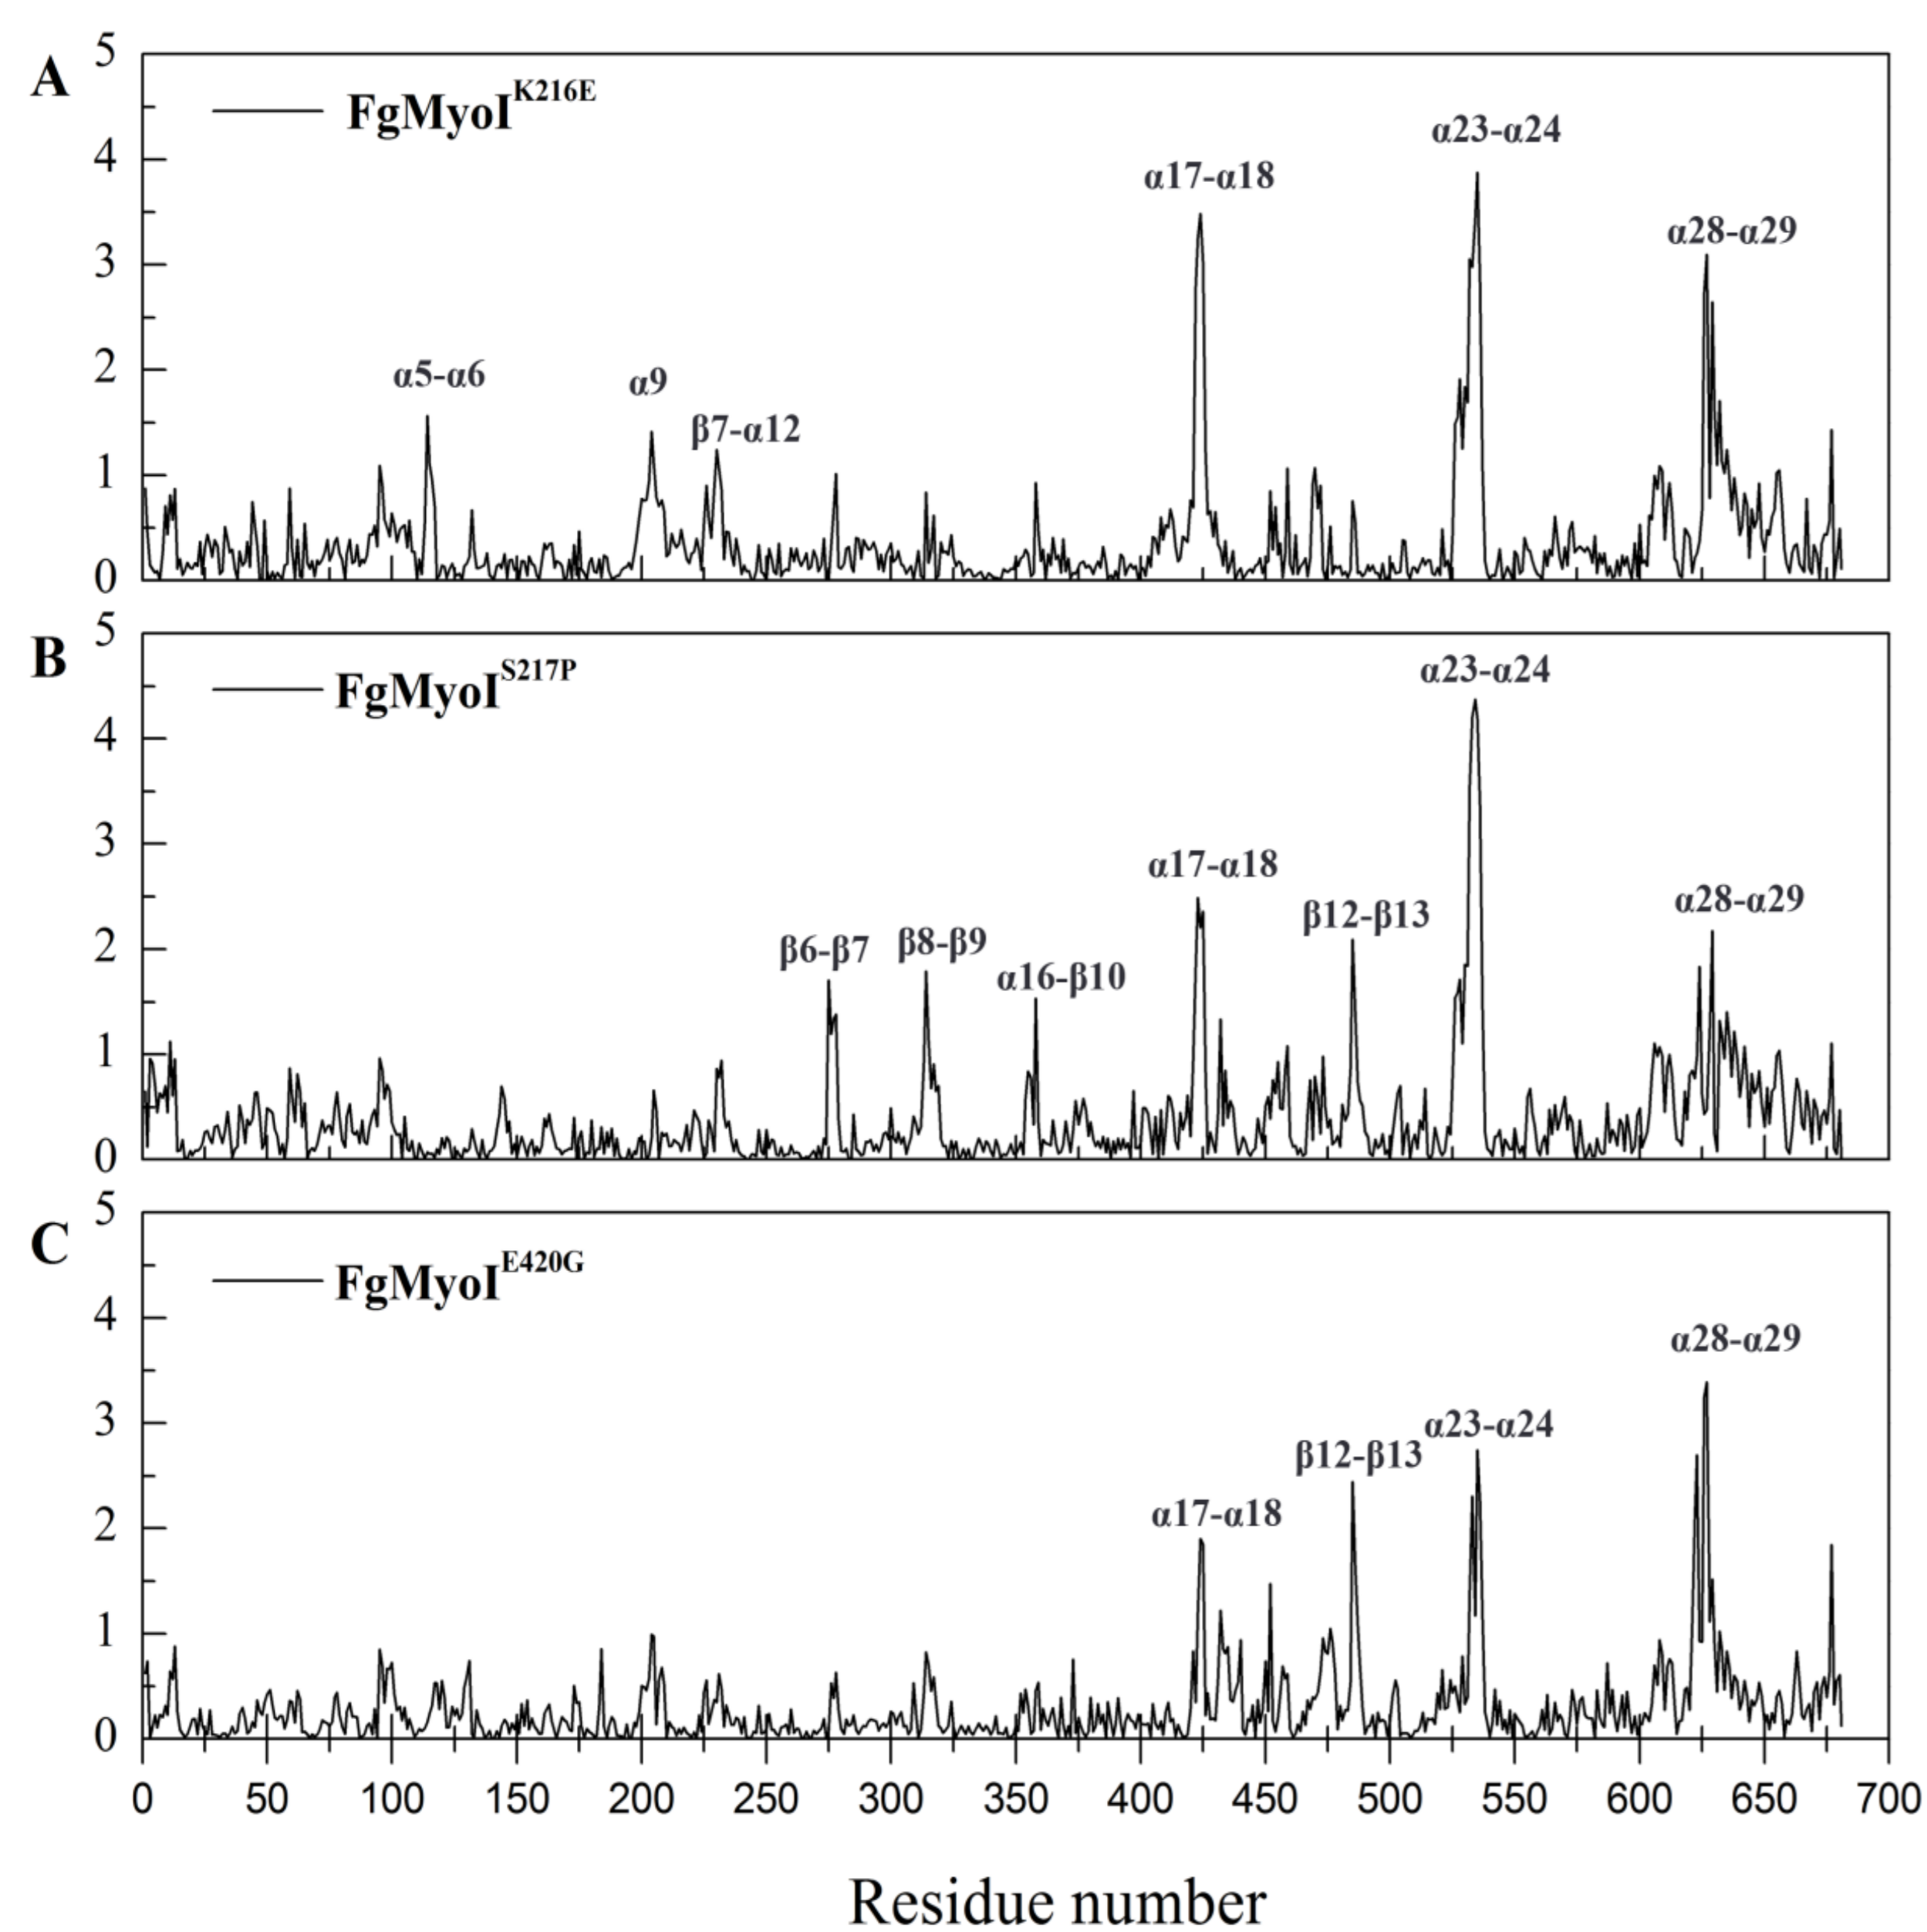 A
5
4
3
2
1
0
FgMyoI^K216E
α5-α6
α9
β7-α12
α17-α18
α23-α24
α28-α29
B
5
4
3
2
1
0
FgMyoI^S217P
β6-β7
β8-β9
α16-β10
α17-α18
β12-β13
α23-α24
α28-α29
C
5
4
3
2
1
0
FgMyoI^E420G
α17-α18
β12-β13
α23-α24
α28-α29
0 50 100 150 200 250 300 350 400 450 500 550 600 650 700
Residue number